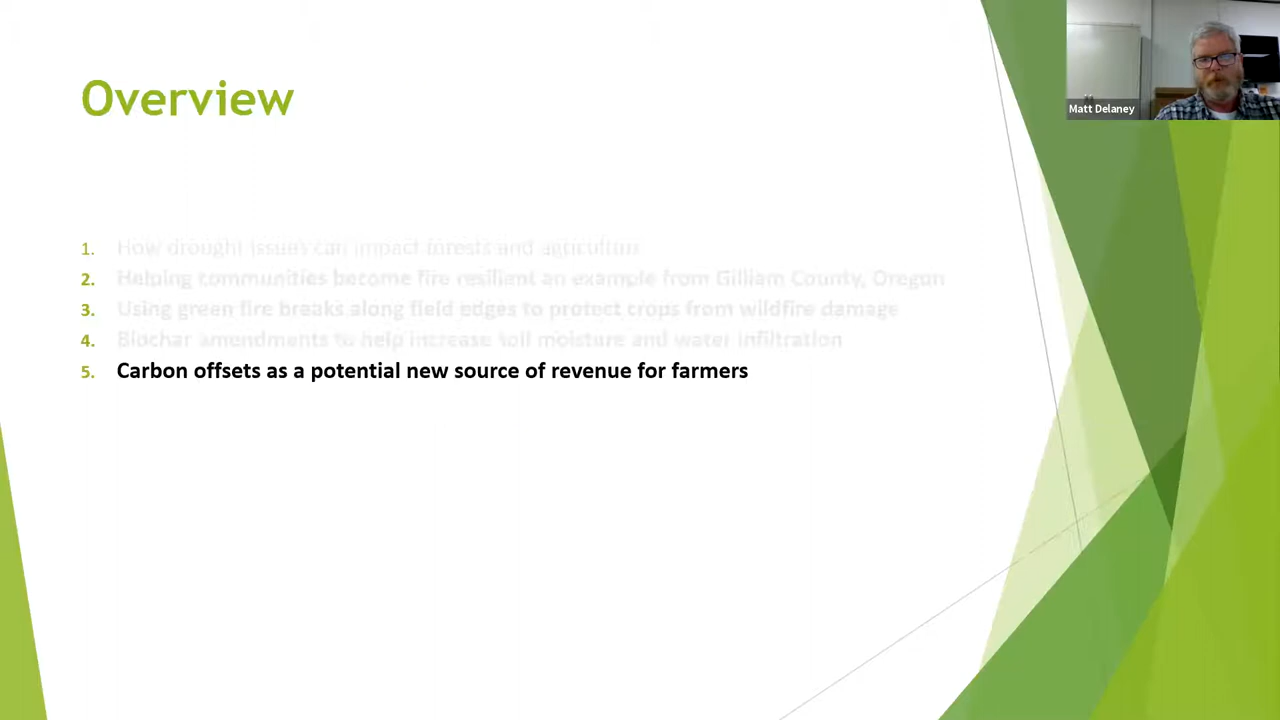 Matt Delaney
Overview
1. How drought issues can impact forests and agriculture
2. Helping communities become fire resilient an example from Gilliam County, Oregon
3. Using green fire breaks along field edges to protect crops from wildfire damage
4. Biochar amendments to help increase soil moisture and water infiltration
5. Carbon offsets as a potential new source of revenue for farmers